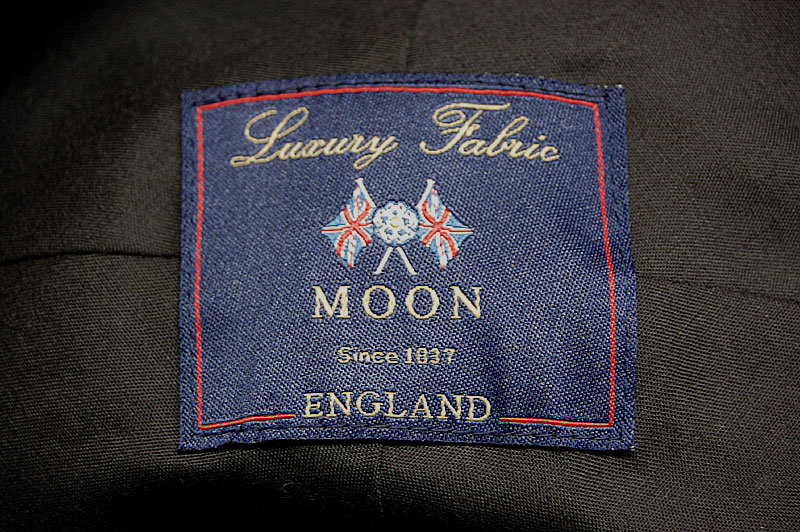 Luxury Fabric
MOON
Since 1837
ENGLAND